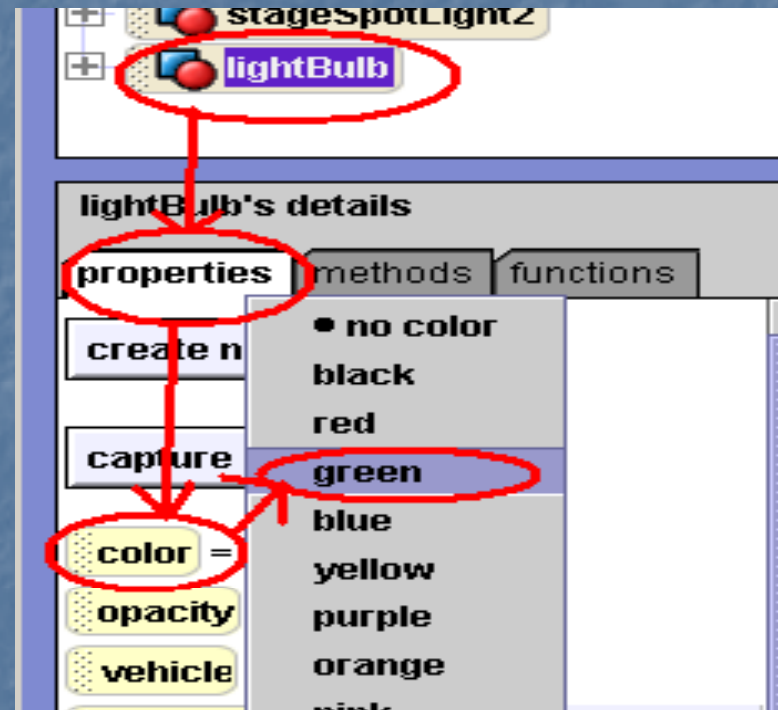 stageSpotLight2
lightBulb
lightBulb's details
properties methods functions
create n
capture
color =
opacity
vehicle
• no color
black
red
green
blue
yellow
purple
orange
pink